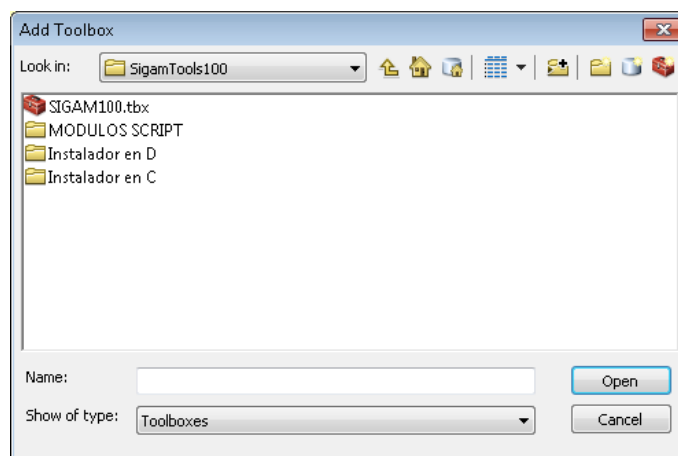 Add Toolbox
Look in: SigamTools100
SIGAM100.tbx
MODULOS SCRIPT
Instalador en D
Instalador en C
Name:
Open
Show of type: Toolboxes
Cancel